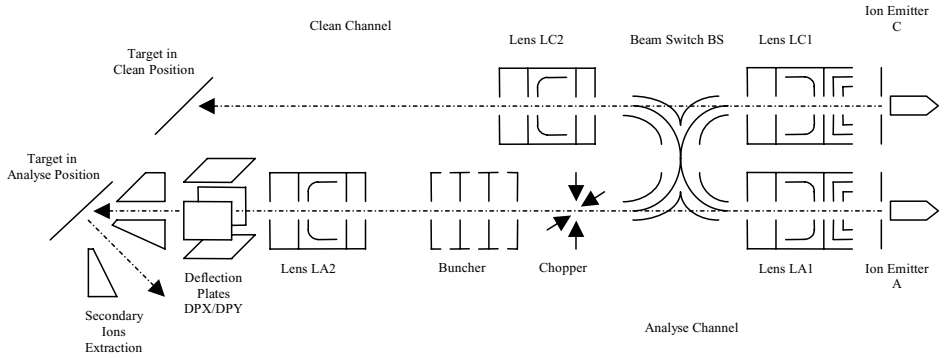 Ion Emitter
C
Clean Channel
Lens LC2
Beam Switch BS
Lens LC1
Target in
Clean Position
Target in
Analyse Position
Lens LA2
Buncher
Chopper
Lens LA1
Ion Emitter
A
Deflection
Plates
DPX/DPY
Secondary
Ions
Extraction
Analyse Channel